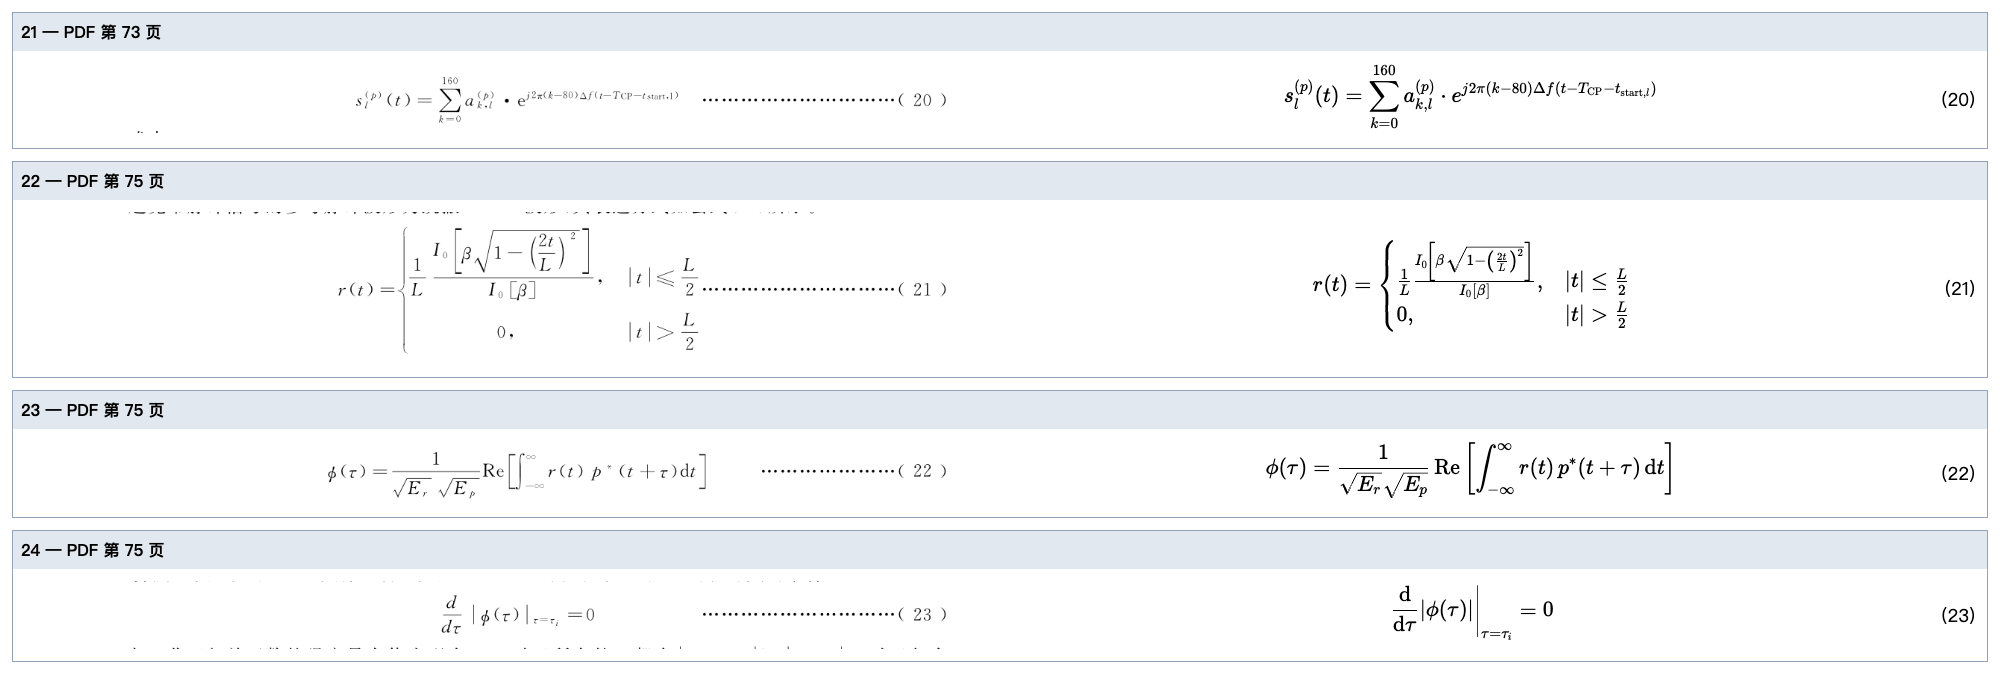 21 — PDF 第 73 页
s_l^{(p)}(t) = \sum_{k=0}^{160} a_{k,l}^{(p)} • e^{j2π(k−80)Δf(t−T_{CP}−t_{start,l})} …………………………( 20 )
s_l^{(p)}(t) = \sum_{k=0}^{160} a_{k,l}^{(p)} · e^{j2π(k−80)Δf(t−T_{CP}−t_{start,l})} (20)
22 — PDF 第 75 页
r(t) = { \frac{1}{L} \frac{I_0[β\sqrt{1−(\frac{2t}{L})^2}]}{I_0[β]}, |t| ⩽ \frac{L}{2} …………………………( 21 )
0, |t| > \frac{L}{2}
r(t) = { \frac{1}{L} \frac{I_0[β\sqrt{1−(\frac{2t}{L})^2}]}{I_0[β]}, |t| ≤ \frac{L}{2} (21)
0, |t| > \frac{L}{2}
23 — PDF 第 75 页
ϕ(τ) = \frac{1}{\sqrt{E_r}\sqrt{E_p}} Re[\int_{−∞}^{∞} r(t) p^*(t+τ)dt] …………………( 22 )
ϕ(τ) = \frac{1}{\sqrt{E_r}\sqrt{E_p}} Re[\int_{−∞}^{∞} r(t) p^*(t+τ) dt] (22)
24 — PDF 第 75 页
\frac{d}{dτ} |ϕ(τ)|_{τ=τ_i} = 0 …………………………( 23 )
\frac{d}{dτ}|ϕ(τ)| |_{τ=τ_i} = 0 (23)